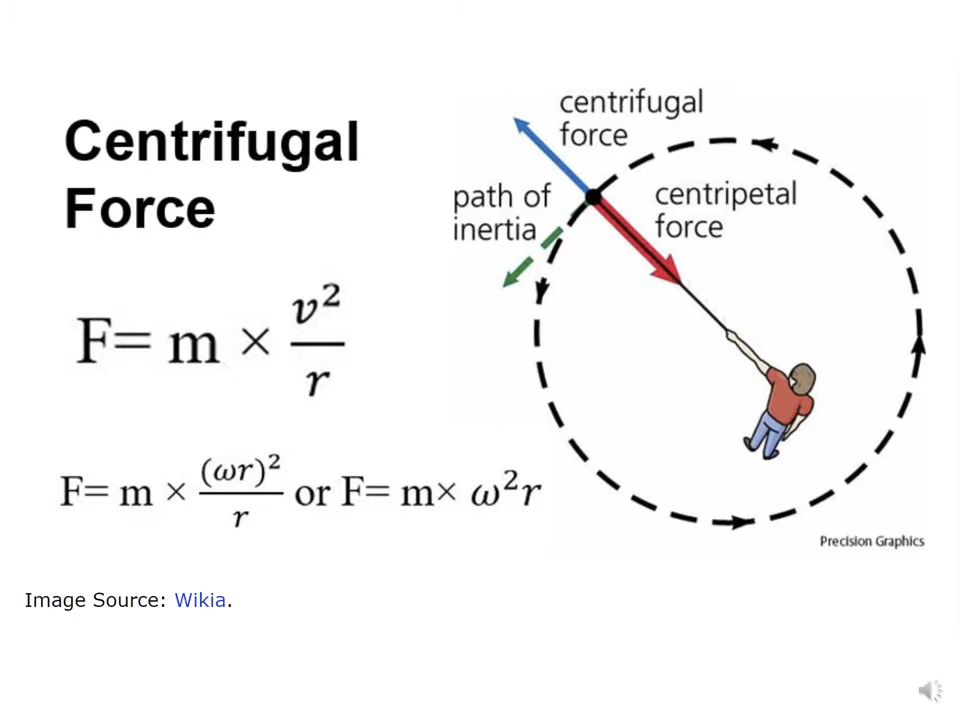 Centrifugal
Force
F= m × v²/r
F= m × (ωr)²/r or F= m× ω²r
centrifugal
force
path of
inertia
centripetal
force
Precision Graphics
Image Source: Wikia.